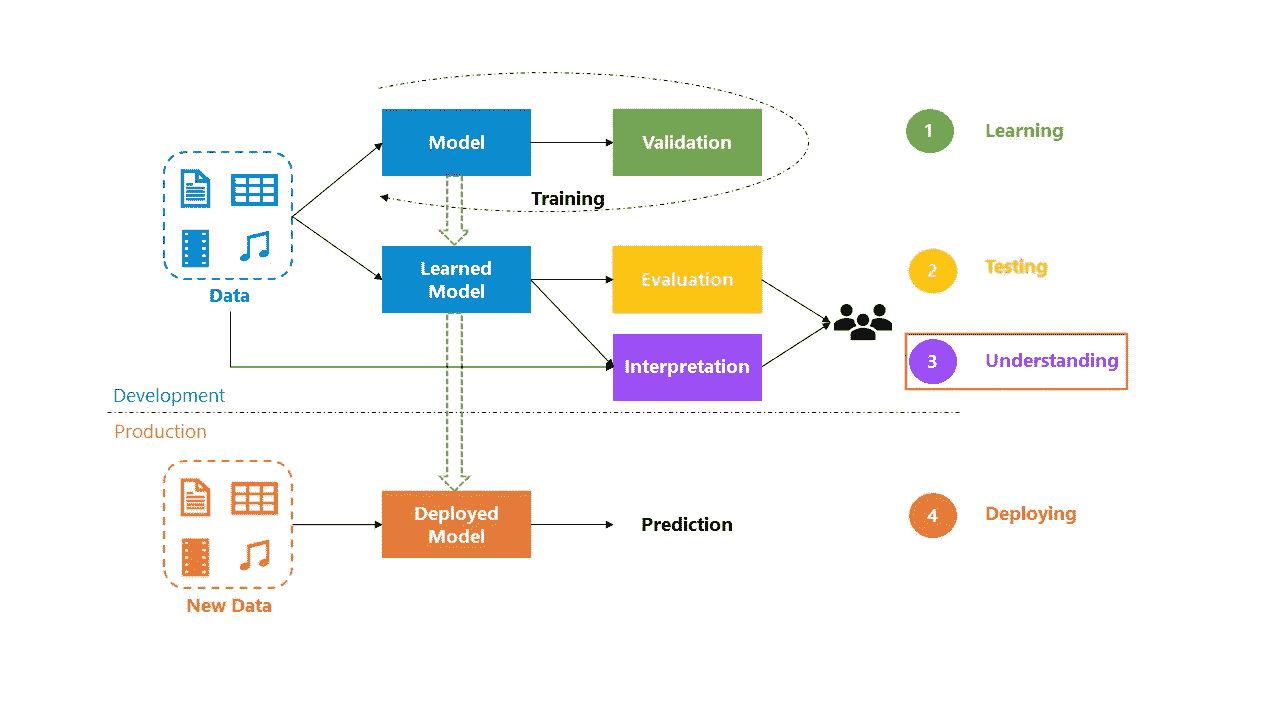 Model
Validation
1
Learning
Training
Data
Learned
Model
Evaluation
2
Testing
Interpretation
3
Understanding
Development
Production
New Data
Deployed
Model
Prediction
4
Deploying